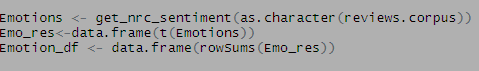 Emotions <- get_nrc_sentiment(as.character(reviews.corpus))
Emo_res<-data.frame(t(Emotions))
Emotion_df <- data.frame(rowSums(Emo_res))